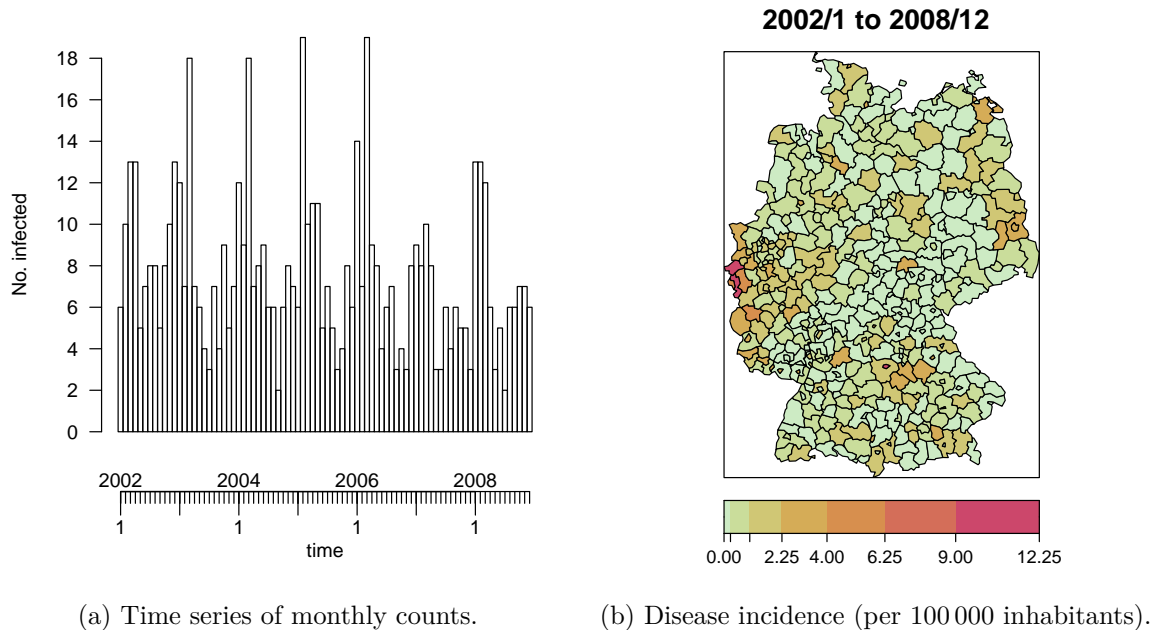 2002/1 to 2008/12
18
16
14
12
10
8
6
4
2
0
No. infected
2002 2004 2006 2008
1 1 1 1
time
0.00 2.25 4.00 6.25 9.00 12.25
(a) Time series of monthly counts.
(b) Disease incidence (per 100 000 inhabitants).